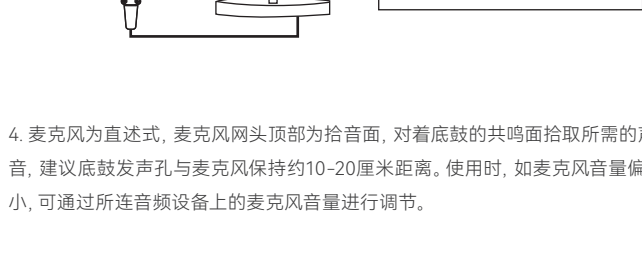 4. 麦克风为直述式, 麦克风网头顶部为拾音面, 对着底鼓的共鸣面拾取所需的声
音, 建议底鼓发声孔与麦克风保持约10-20厘米距离。使用时, 如麦克风音量偏
小, 可通过所连音频设备上的麦克风音量进行调节。